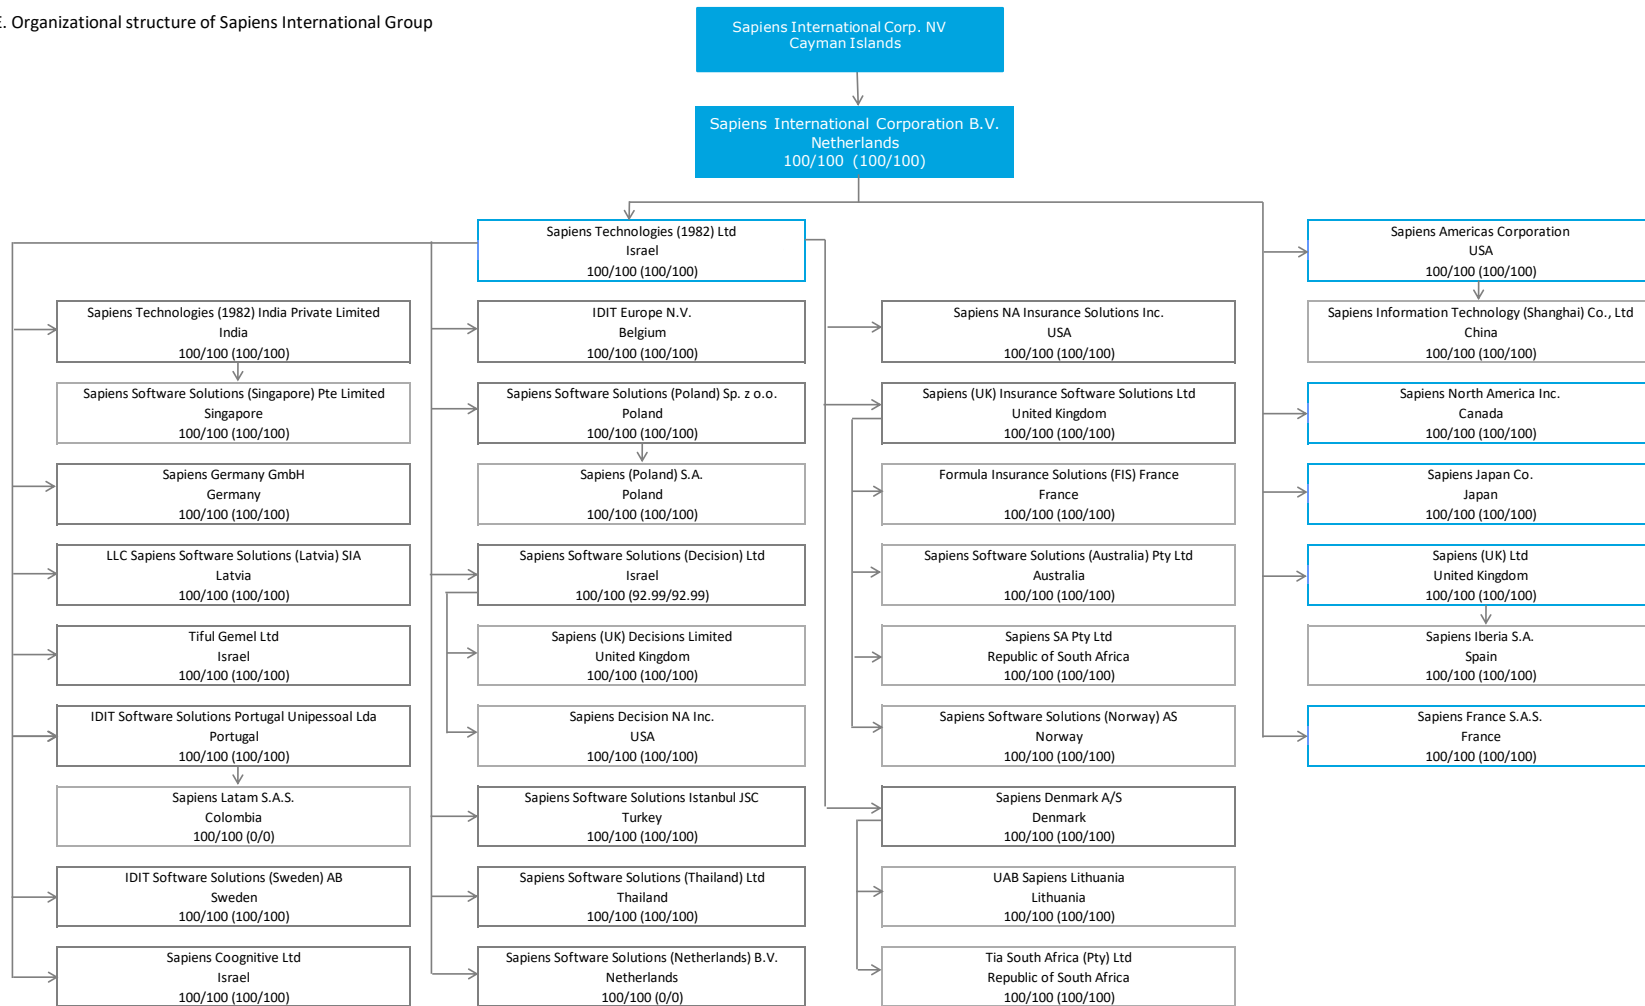 E. Organizational structure of Sapiens International Group
Sapiens International Corp. NV
Cayman Islands
Sapiens International Corporation B.V.
Netherlands
100/100 (100/100)
Sapiens Technologies (1982) Ltd
Israel
100/100 (100/100)
Sapiens Americas Corporation
USA
100/100 (100/100)
Sapiens Technologies (1982) India Private Limited
India
100/100 (100/100)
IDIT Europe N.V.
Belgium
100/100 (100/100)
Sapiens NA Insurance Solutions Inc.
USA
100/100 (100/100)
Sapiens Information Technology (Shanghai) Co., Ltd
China
100/100 (100/100)
Sapiens Software Solutions (Singapore) Pte Limited
Singapore
100/100 (100/100)
Sapiens Software Solutions (Poland) Sp. z o.o.
Poland
100/100 (100/100)
Sapiens (UK) Insurance Software Solutions Ltd
United Kingdom
100/100 (100/100)
Sapiens North America Inc.
Canada
100/100 (100/100)
Sapiens Germany GmbH
Germany
100/100 (100/100)
Sapiens (Poland) S.A.
Poland
100/100 (100/100)
Formula Insurance Solutions (FIS) France
France
100/100 (100/100)
Sapiens Japan Co.
Japan
100/100 (100/100)
LLC Sapiens Software Solutions (Latvia) SIA
Latvia
100/100 (100/100)
Sapiens Software Solutions (Decision) Ltd
Israel
100/100 (92.99/92.99)
Sapiens Software Solutions (Australia) Pty Ltd
Australia
100/100 (100/100)
Sapiens (UK) Ltd
United Kingdom
100/100 (100/100)
Tiful Gemel Ltd
Israel
100/100 (100/100)
Sapiens (UK) Decisions Limited
United Kingdom
100/100 (100/100)
Sapiens SA Pty Ltd
Republic of South Africa
100/100 (100/100)
Sapiens Iberia S.A.
Spain
100/100 (100/100)
IDIT Software Solutions Portugal Unipessoal Lda
Portugal
100/100 (100/100)
Sapiens Decision NA Inc.
USA
100/100 (100/100)
Sapiens Software Solutions (Norway) AS
Norway
100/100 (100/100)
Sapiens France S.A.S.
France
100/100 (100/100)
Sapiens Latam S.A.S.
Colombia
100/100 (0/0)
Sapiens Software Solutions Istanbul JSC
Turkey
100/100 (100/100)
Sapiens Denmark A/S
Denmark
100/100 (100/100)
IDIT Software Solutions (Sweden) AB
Sweden
100/100 (100/100)
Sapiens Software Solutions (Thailand) Ltd
Thailand
100/100 (100/100)
UAB Sapiens Lithuania
Lithuania
100/100 (100/100)
Sapiens Coognitive Ltd
Israel
100/100 (100/100)
Sapiens Software Solutions (Netherlands) B.V.
Netherlands
100/100 (0/0)
Tia South Africa (Pty) Ltd
Republic of South Africa
100/100 (100/100)